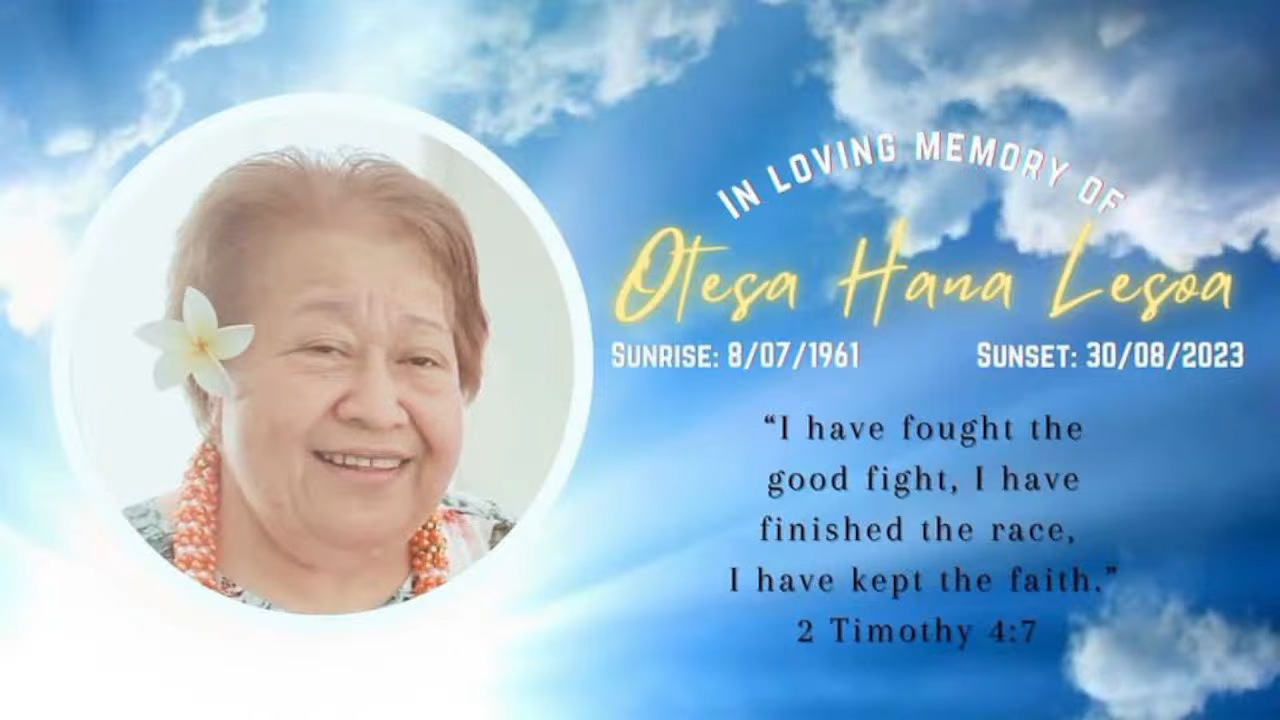 In loving memory of
Otesa Hana Lesoa
Sunrise: 8/07/1961 Sunset: 30/08/2023
“I have fought the
good fight, I have
finished the race,
I have kept the faith.”
2 Timothy 4:7